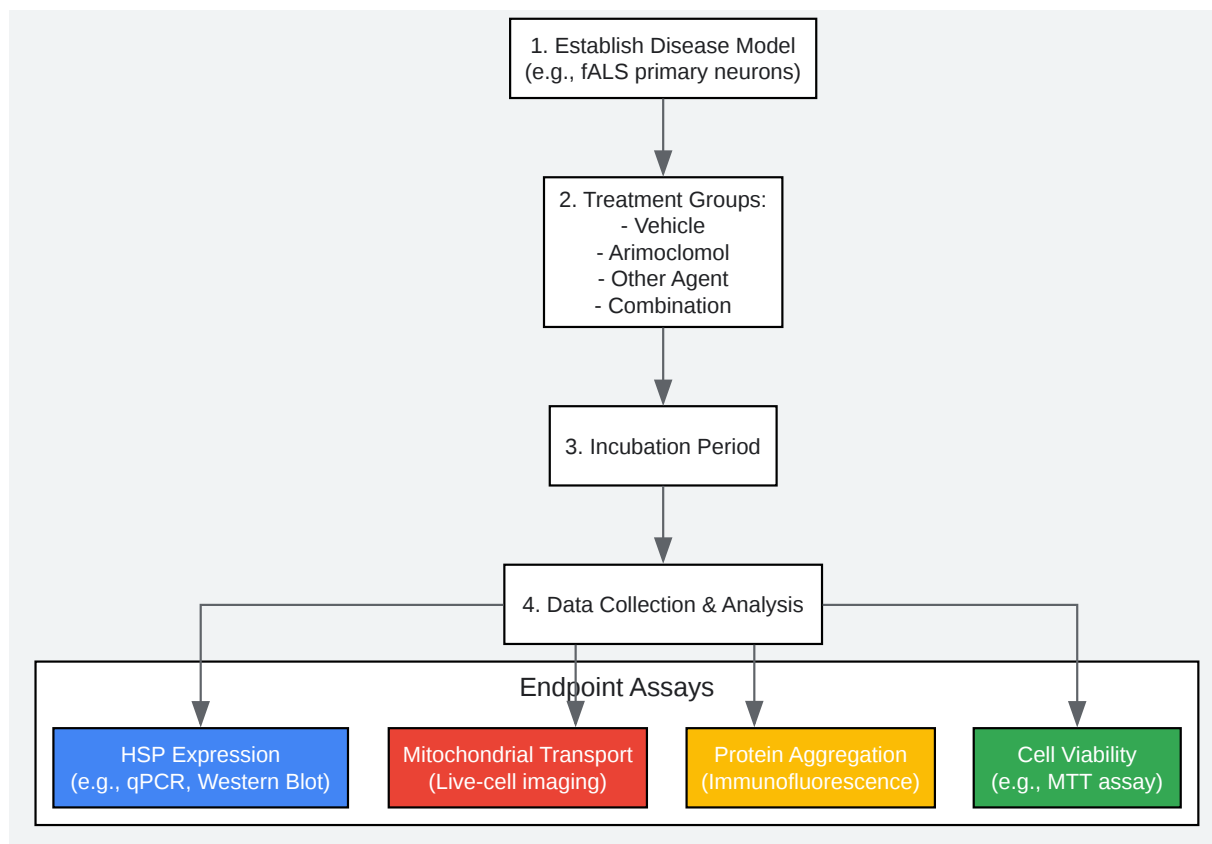 1. Establish Disease Model
(e.g., fALS primary neurons)
2. Treatment Groups:
- Vehicle
- Arimoclomol
- Other Agent
- Combination
3. Incubation Period
4. Data Collection & Analysis
Endpoint Assays
HSP Expression
(e.g., qPCR, Western Blot)
Mitochondrial Transport
(Live-cell imaging)
Protein Aggregation
(Immunofluorescence)
Cell Viability
(e.g., MTT assay)